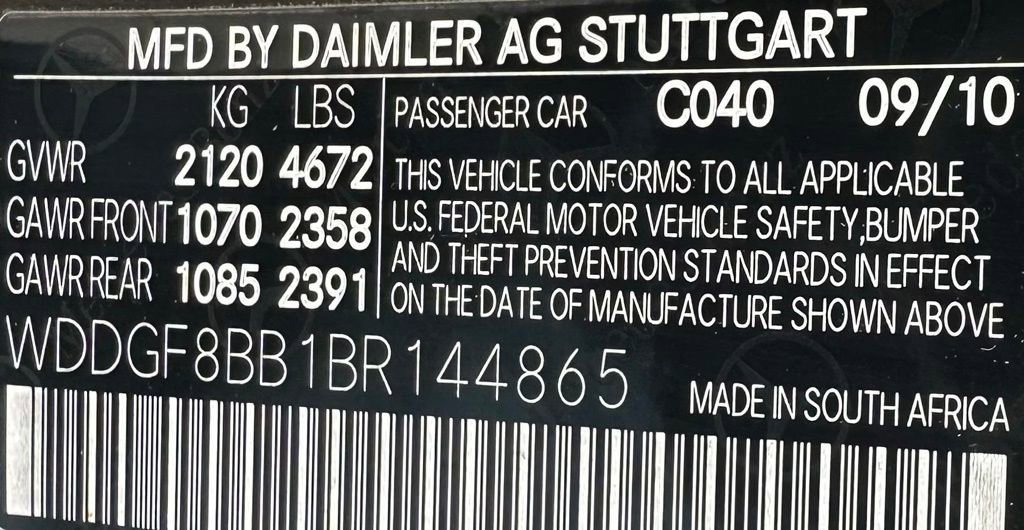 MFD BY DAIMLER AG STUTTGART
KG LBS
GVWR 2120 4672
GAWR FRONT 1070 2358
GAWR REAR 1085 2391
PASSENGER CAR C040 09/10
THIS VEHICLE CONFORMS TO ALL APPLICABLE
U.S. FEDERAL MOTOR VEHICLE SAFETY, BUMPER
AND THEFT PREVENTION STANDARDS IN EFFECT
ON THE DATE OF MANUFACTURE SHOWN ABOVE
WDDGF8BB1BR144865
MADE IN SOUTH AFRICA